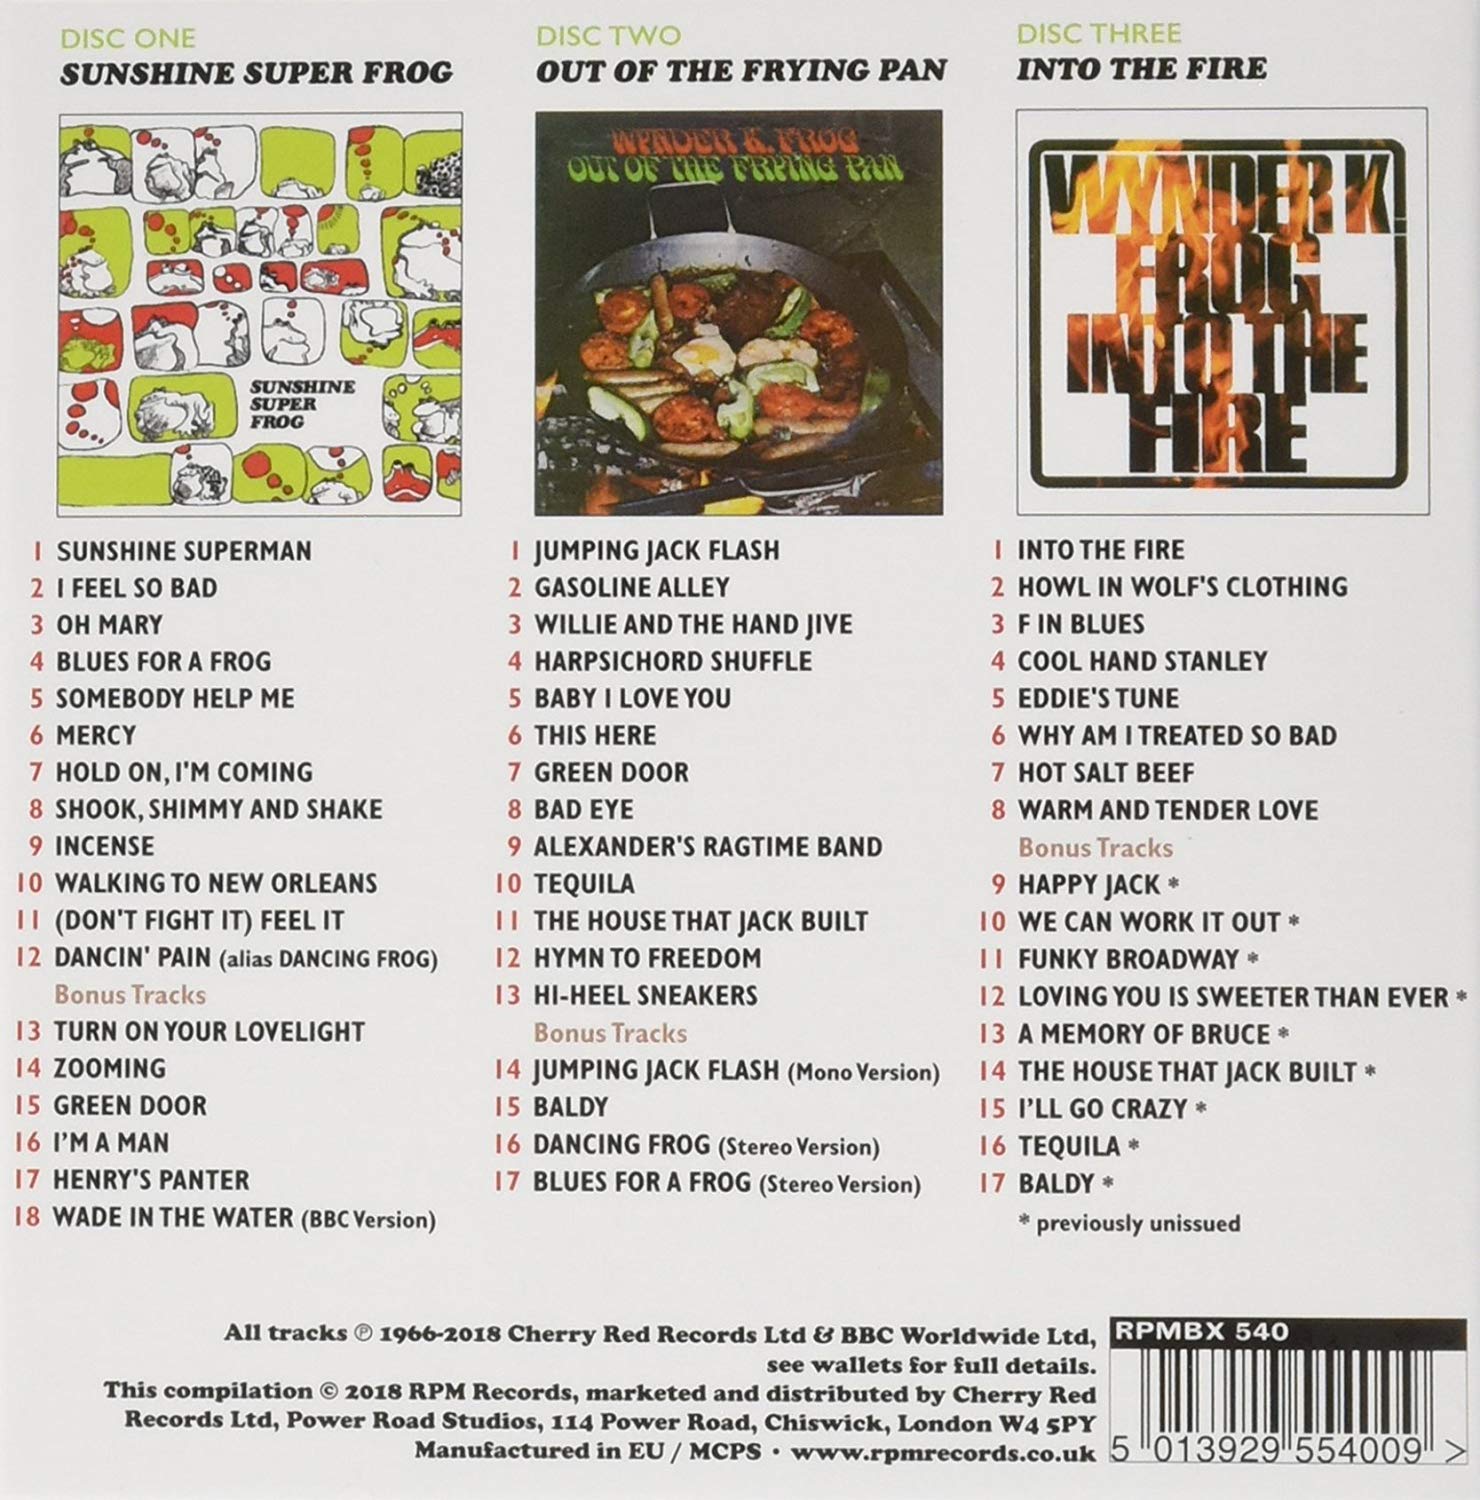 DISC ONE
SUNSHINE SUPER FROG
SUNSHINE
SUPER
FROG
1 SUNSHINE SUPERMAN
2 I FEEL SO BAD
3 OH MARY
4 BLUES FOR A FROG
5 SOMEBODY HELP ME
6 MERCY
7 HOLD ON, I'M COMING
8 SHOOK, SHIMMY AND SHAKE
9 INCENSE
10 WALKING TO NEW ORLEANS
11 (DON'T FIGHT IT) FEEL IT
12 DANCIN' PAIN (alias DANCING FROG)
Bonus Tracks
13 TURN ON YOUR LOVELIGHT
14 ZOOMING
15 GREEN DOOR
16 I'M A MAN
17 HENRY'S PANTER
18 WADE IN THE WATER (BBC Version)
DISC TWO
OUT OF THE FRYING PAN
WYNDER K. FROG
OUT OF THE FRYING PAN
1 JUMPING JACK FLASH
2 GASOLINE ALLEY
3 WILLIE AND THE HAND JIVE
4 HARPSICHORD SHUFFLE
5 BABY I LOVE YOU
6 THIS HERE
7 GREEN DOOR
8 BAD EYE
9 ALEXANDER'S RAGTIME BAND
10 TEQUILA
11 THE HOUSE THAT JACK BUILT
12 HYMN TO FREEDOM
13 HI-HEEL SNEAKERS
Bonus Tracks
14 JUMPING JACK FLASH (Mono Version)
15 BALDY
16 DANCING FROG (Stereo Version)
17 BLUES FOR A FROG (Stereo Version)
DISC THREE
INTO THE FIRE
WYNDER K.
FROG
INTO THE
FIRE
1 INTO THE FIRE
2 HOWL IN WOLF'S CLOTHING
3 F IN BLUES
4 COOL HAND STANLEY
5 EDDIE'S TUNE
6 WHY AM I TREATED SO BAD
7 HOT SALT BEEF
8 WARM AND TENDER LOVE
Bonus Tracks
9 HAPPY JACK *
10 WE CAN WORK IT OUT *
11 FUNKY BROADWAY *
12 LOVING YOU IS SWEETER THAN EVER *
13 A MEMORY OF BRUCE *
14 THE HOUSE THAT JACK BUILT *
15 I'LL GO CRAZY *
16 TEQUILA *
17 BALDY *
* previously unissued
All tracks ℗ 1966-2018 Cherry Red Records Ltd & BBC Worldwide Ltd,
see wallets for full details.
This compilation © 2018 RPM Records, marketed and distributed by Cherry Red
Records Ltd, Power Road Studios, 114 Power Road, Chiswick, London W4 5PY
Manufactured in EU / MCPS • www.rpmrecords.co.uk
RPMBX 540
5 013929 554009 >